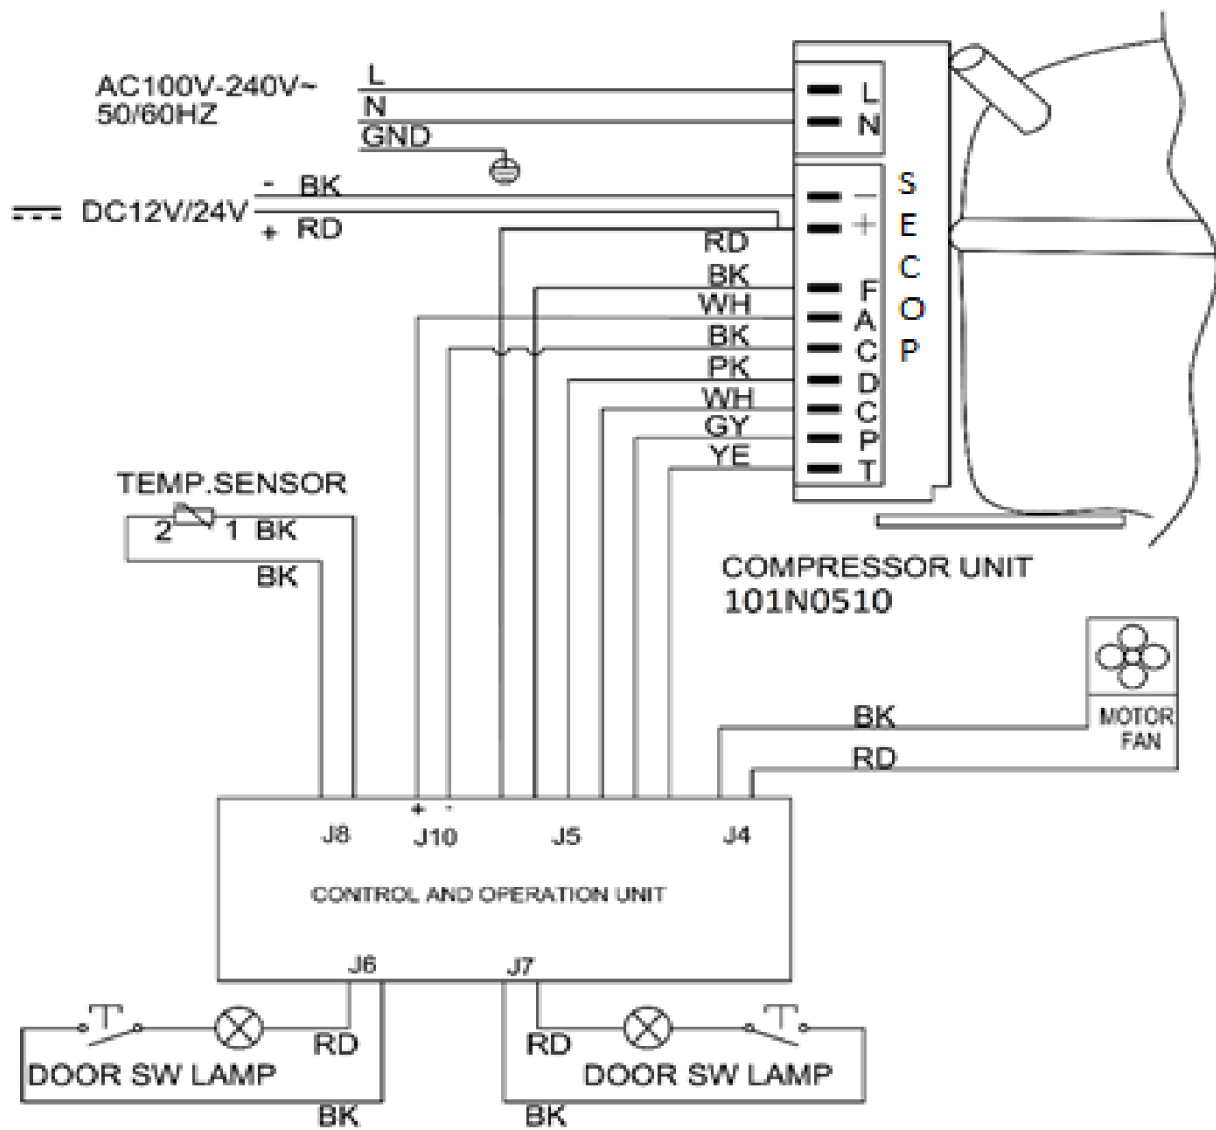 AC100V-240V~
50/60HZ
L
N
GND
L
N
- BK
DC12V/24V
+ RD
−
+
S
E
C
O
P
RD
BK
F
WH
A
BK
C
PK
D
WH
C
GY
P
YE
T
TEMP.SENSOR
2 1 BK
BK
COMPRESSOR UNIT
101N0510
MOTOR
FAN
BK
RD
+ -
J8 J10 J5 J4
CONTROL AND OPERATION UNIT
J6 J7
RD RD
DOOR SW LAMP DOOR SW LAMP
BK BK